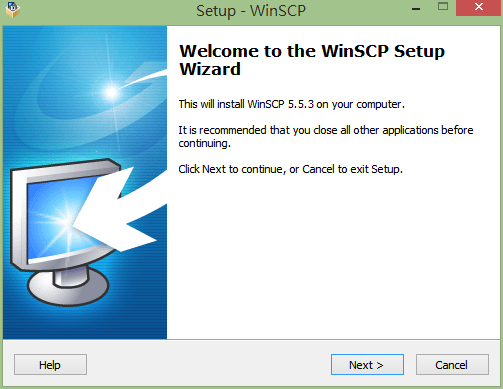 Setup - WinSCP
Welcome to the WinSCP Setup
Wizard
This will install WinSCP 5.5.3 on your computer.
It is recommended that you close all other applications before
continuing.
Click Next to continue, or Cancel to exit Setup.
Help
Next >
Cancel